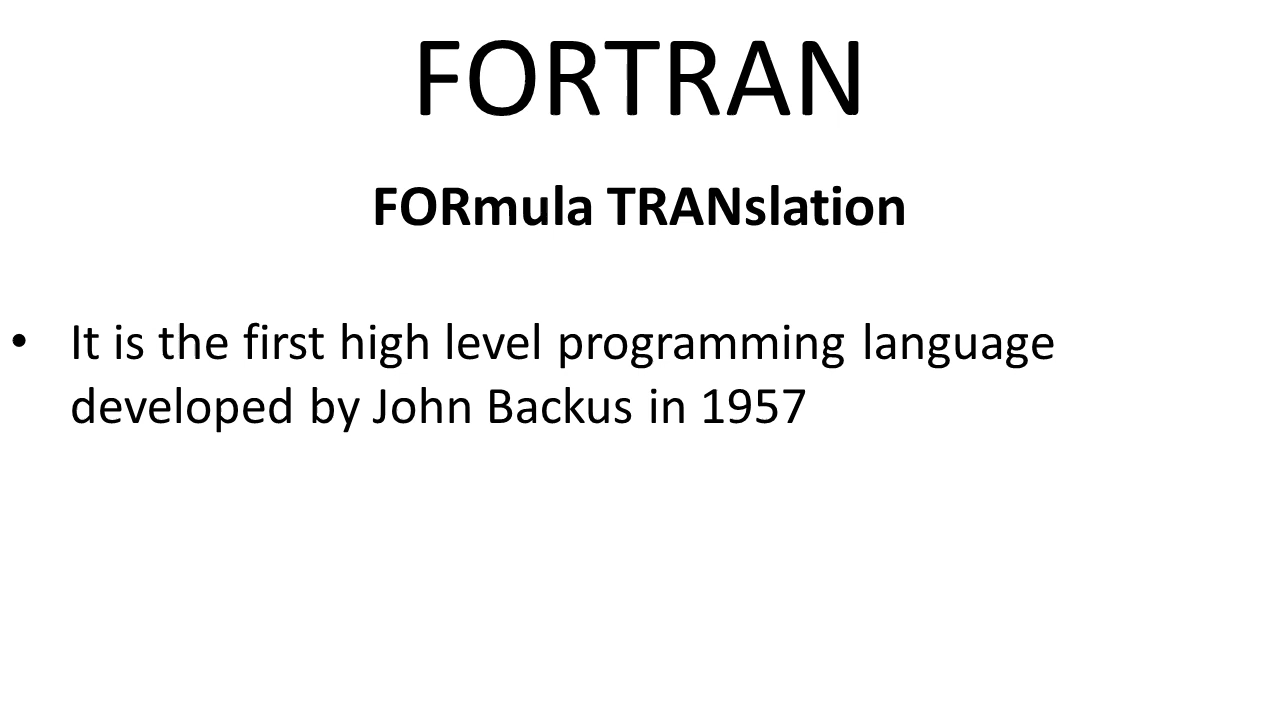 FORTRAN
FORmula TRANslation
• It is the first high level programming language
developed by John Backus in 1957